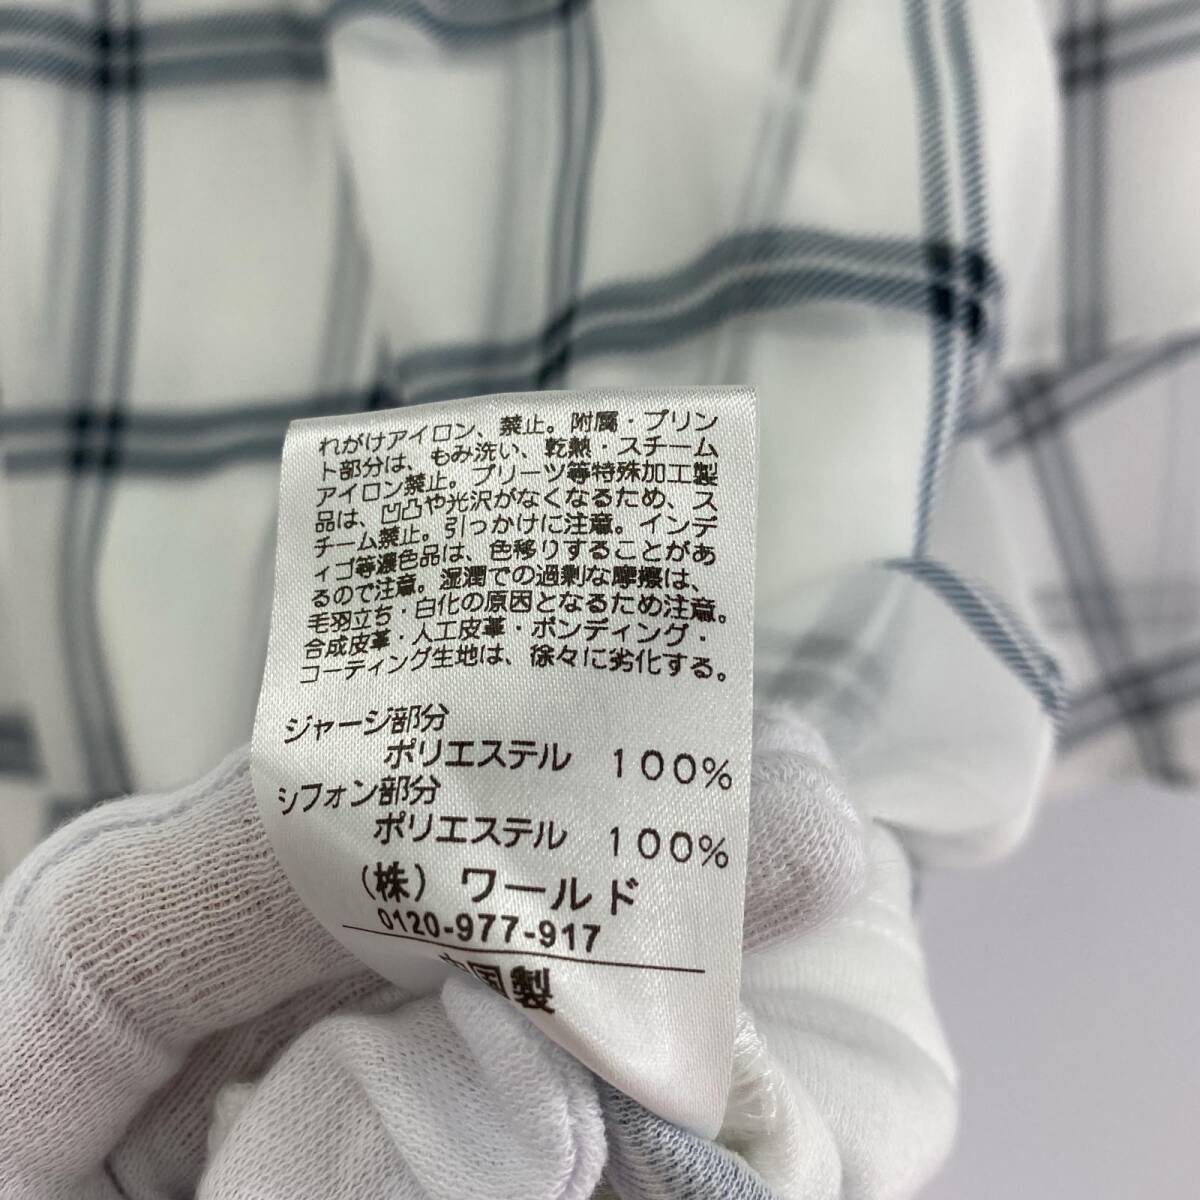 れがけアイロン、禁止。附属・プリン
ト部分は、もみ洗い、乾熱・スチーム
アイロン禁止。プリーツ等特殊加工製
品は、凹凸や光沢がなくなるため、ス
チーム禁止。引っかけに注意。インデ
ィゴ等濃色品は、色移りすることがあ
るので注意。湿潤での過剰な摩擦は、
毛羽立ち・白化の原因となるため注意。
合成皮革・人工皮革・ボンディング・
コーティング生地は、徐々に劣化する。
ジャージ部分
ポリエステル 100%
シフォン部分
ポリエステル 100%
(株) ワールド
0120-977-917
中国製